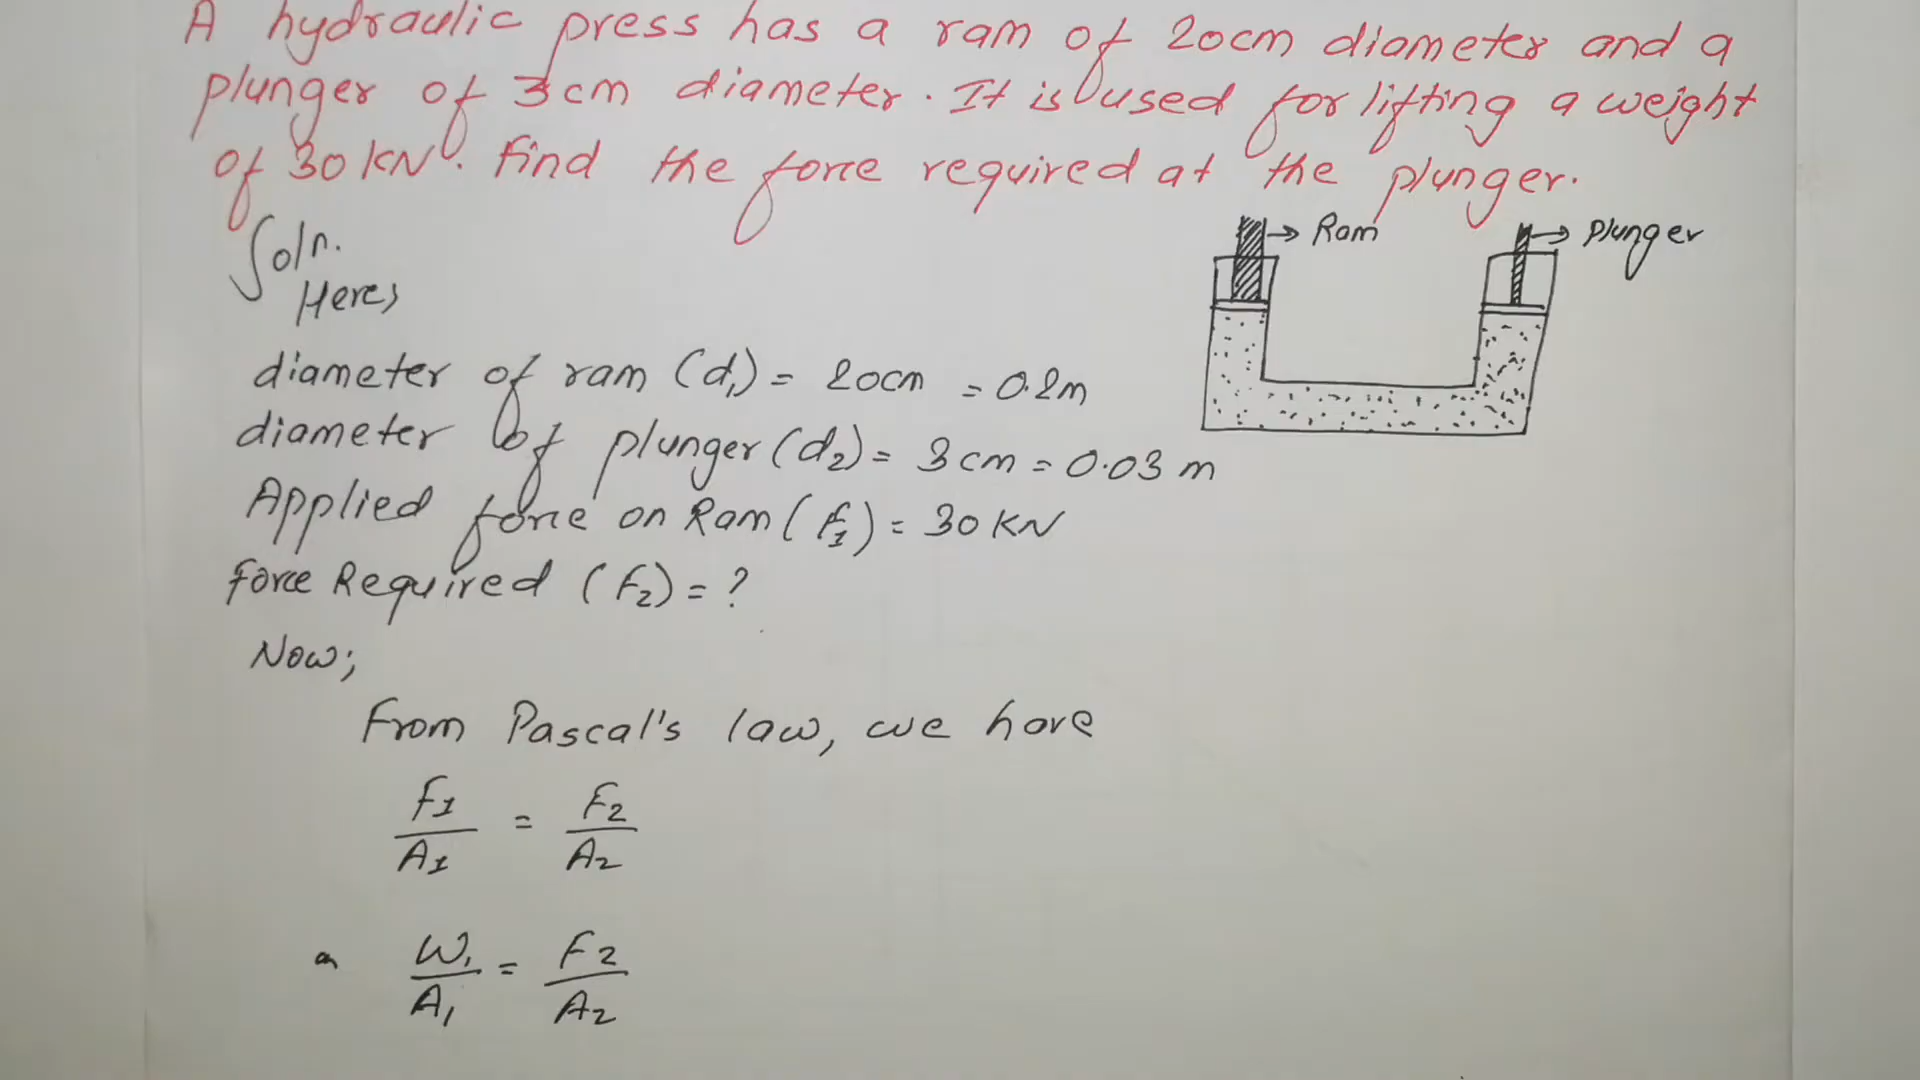 A hydraulic press has a ram of 20cm diameter and a
plunger of 3cm diameter. It is used for lifting a weight
of 30 kN. Find the force required at the plunger.
Soln.
Here,
→ Ram
→ Plunger
diameter of ram (d1) = 20cm = 0.2m
diameter of plunger (d2) = 3cm = 0.03 m
Applied force on Ram (F1) = 30 KN
Force Required (F2) = ?
Now;
From Pascal's law, we have
F1/A1 = F2/A2
W1/A1 = F2/A2